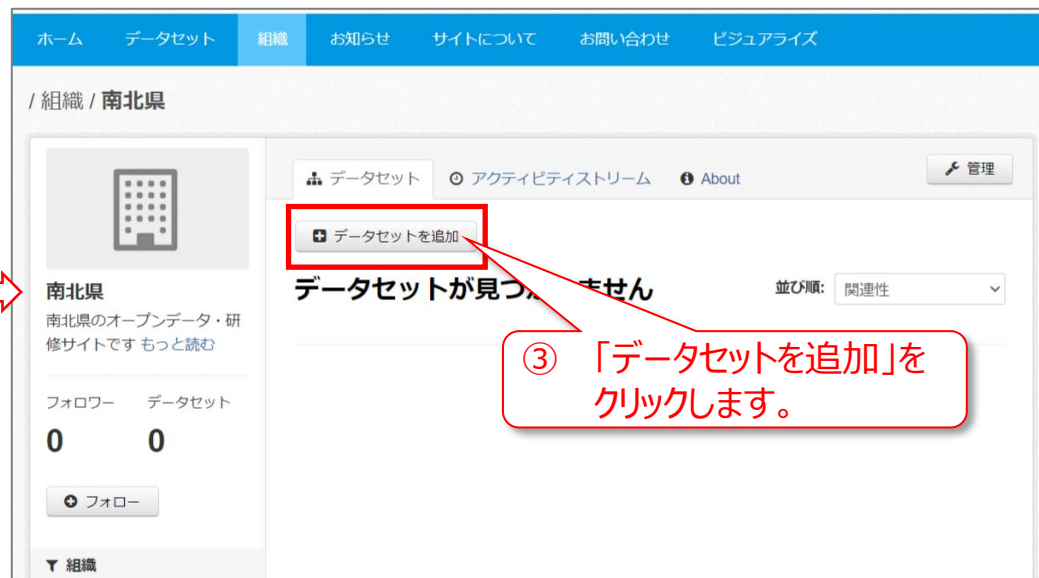 ホーム データセット 組織 お知らせ サイトについて お問い合わせ ビジュアライズ
/ 組織 / 南北県
データセット アクティビティストリーム About 管理
データセットを追加
南北県
南北県のオープンデータ・研
修サイトです もっと読む
データセットが見つかりません
並び順: 関連性
③ 「データセットを追加」を
クリックします。
フォロワー データセット
0 0
フォロー
組織